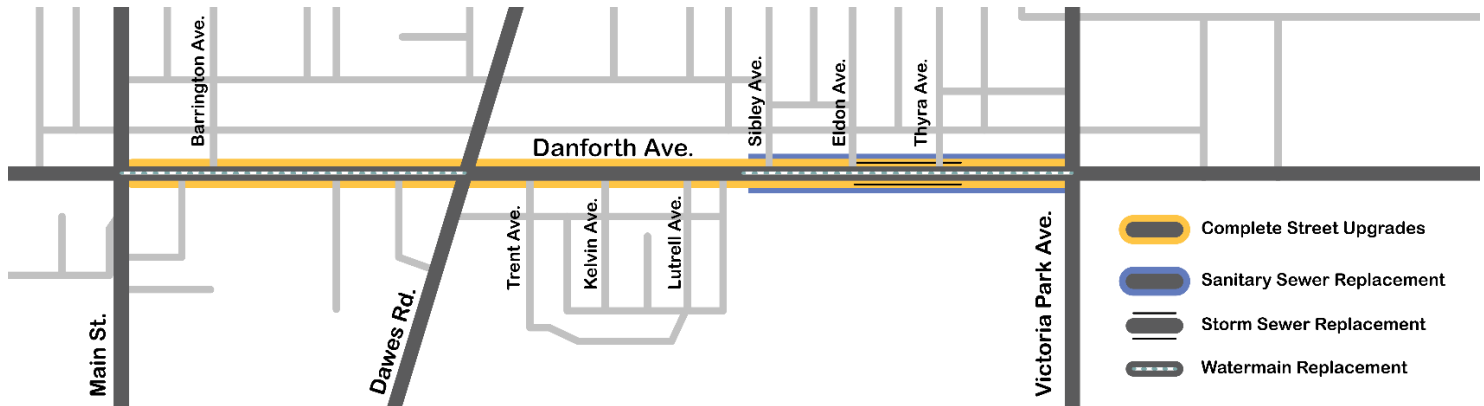 Barrington Ave.
Sibley Ave.
Eldon Ave.
Thyra Ave.
Danforth Ave.
Main St.
Dawes Rd.
Trent Ave.
Kelvin Ave.
Lutrell Ave.
Victoria Park Ave.
Complete Street Upgrades
Sanitary Sewer Replacement
Storm Sewer Replacement
Watermain Replacement